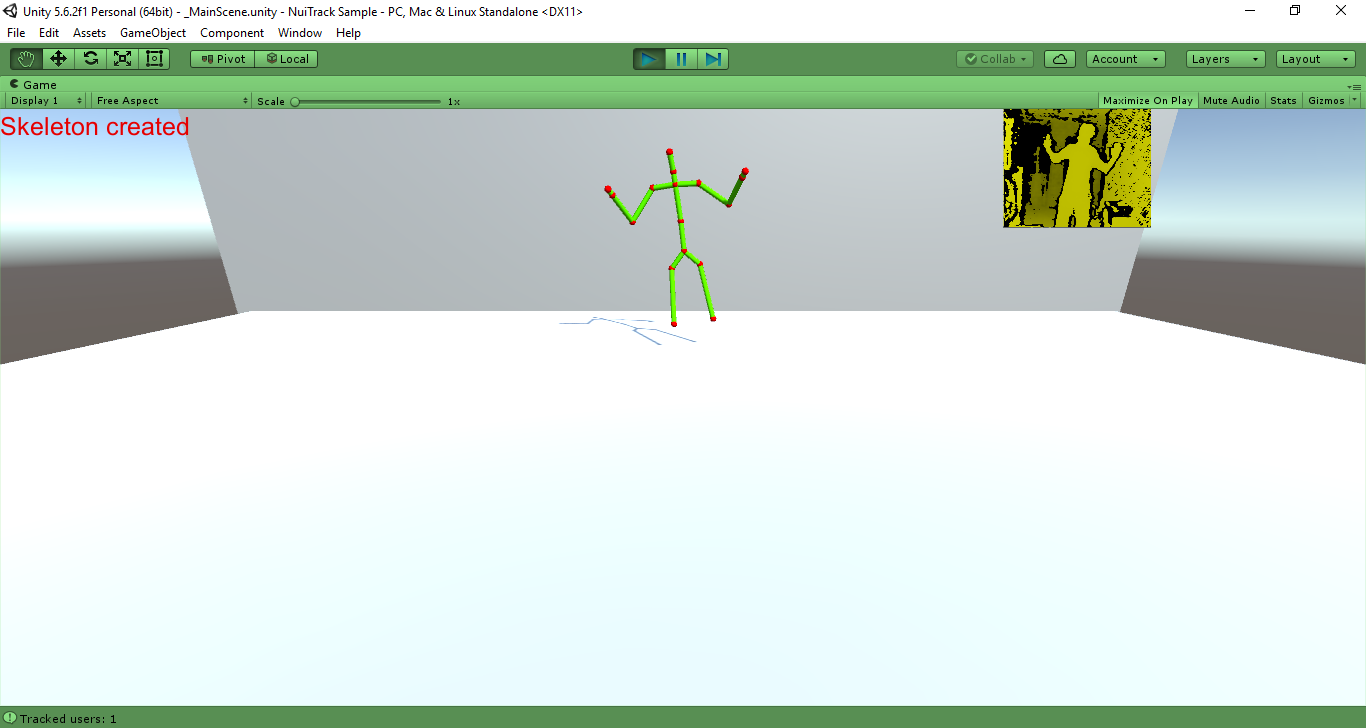 Unity 5.6.2f1 Personal (64bit) - _MainScene.unity - NuiTrack Sample - PC, Mac & Linux Standalone <DX11>
File Edit Assets GameObject Component Window Help
Pivot Local Collab Account Layers Layout
Game
Display 1 Free Aspect Scale 1x Maximize On Play Mute Audio Stats Gizmos
Skeleton created
Tracked users: 1